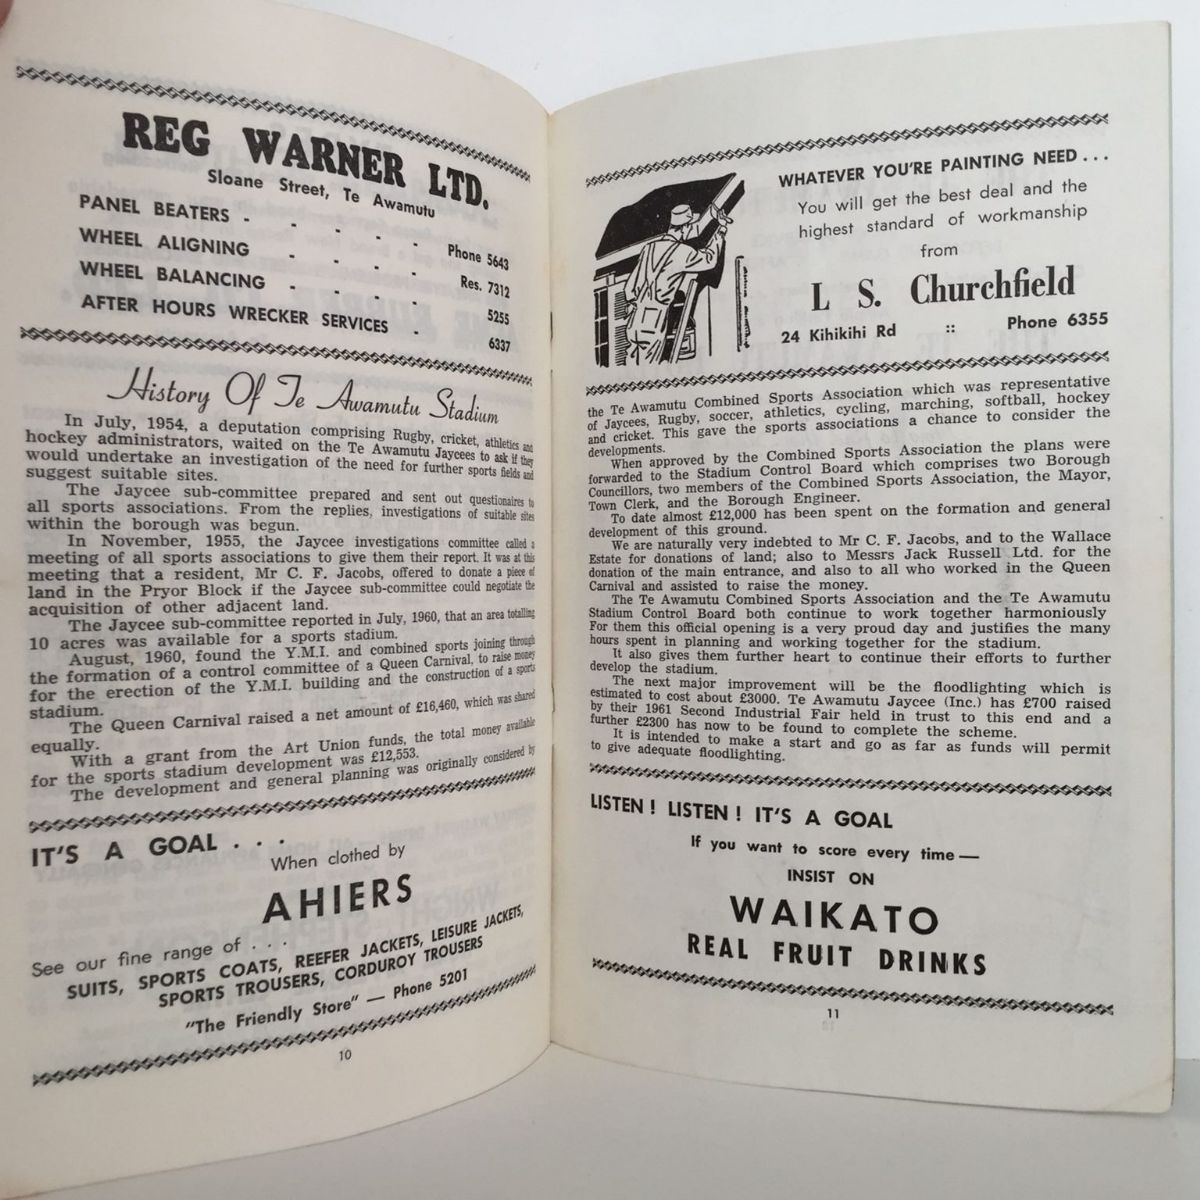 REG WARNER LTD.
Sloane Street, Te Awamutu
PANEL BEATERS - - - - - Phone 5643
WHEEL ALIGNING - - - - Res. 7312
WHEEL BALANCING - - - - 5255
AFTER HOURS WRECKER SERVICES - 6337
History Of Te Awamutu Stadium
In July, 1954, a deputation comprising Rugby, cricket, athletics and
hockey administrators, waited on the Te Awamutu Jaycees to ask if they
would undertake an investigation of the need for further sports fields and
suggest suitable sites.
The Jaycee sub-committee prepared and sent out questionaires to
all sports associations. From the replies, investigations of suitable sites
within the borough was begun.
In November, 1955, the Jaycee investigations committee called a
meeting of all sports associations to give them their report. It was at this
meeting that a resident, Mr C. F. Jacobs, offered to donate a piece of
land in the Pryor Block if the Jaycee sub-committee could negotiate the
acquisition of other adjacent land.
The Jaycee sub-committee reported in July, 1960, that an area totalling
10 acres was available for a sports stadium.
August, 1960, found the Y.M.I. and combined sports joining through
the formation of a control committee of a Queen Carnival, to raise money
for the erection of the Y.M.I. building and the construction of a sports
stadium.
The Queen Carnival raised a net amount of £16,460, which was shared
equally.
With a grant from the Art Union funds, the total money available
for the sports stadium development was £12,553.
The development and general planning was originally considered by
IT'S A GOAL . . .
When clothed by
AHIERS
See our fine range of . . .
SUITS, SPORTS COATS, REEFER JACKETS, LEISURE JACKETS,
SPORTS TROUSERS, CORDUROY TROUSERS
"The Friendly Store" — Phone 5201
10
WHATEVER YOU'RE PAINTING NEED . . .
You will get the best deal and the
highest standard of workmanship
from
L S. Churchfield
24 Kihikihi Rd :: Phone 6355
the Te Awamutu Combined Sports Association which was representative
of Jaycees, Rugby, soccer, athletics, cycling, marching, softball, hockey
and cricket. This gave the sports associations a chance to consider the
developments.
When approved by the Combined Sports Association the plans were
forwarded to the Stadium Control Board which comprises two Borough
Councillors, two members of the Combined Sports Association, the Mayor,
Town Clerk, and the Borough Engineer.
To date almost £12,000 has been spent on the formation and general
development of this ground.
We are naturally very indebted to Mr C. F. Jacobs, and to the Wallace
Estate for donations of land; also to Messrs Jack Russell Ltd. for the
donation of the main entrance, and also to all who worked in the Queen
Carnival and assisted to raise the money.
The Te Awamutu Combined Sports Association and the Te Awamutu
Stadium Control Board both continue to work together harmoniously
For them this official opening is a very proud day and justifies the many
hours spent in planning and working together for the stadium.
It also gives them further heart to continue their efforts to further
develop the stadium.
The next major improvement will be the floodlighting which is
estimated to cost about £3000. Te Awamutu Jaycee (Inc.) has £700 raised
by their 1961 Second Industrial Fair held in trust to this end and a
further £2300 has now to be found to complete the scheme.
It is intended to make a start and go as far as funds will permit
to give adequate floodlighting.
LISTEN ! LISTEN ! IT'S A GOAL
If you want to score every time —
INSIST ON
WAIKATO
REAL FRUIT DRINKS
11